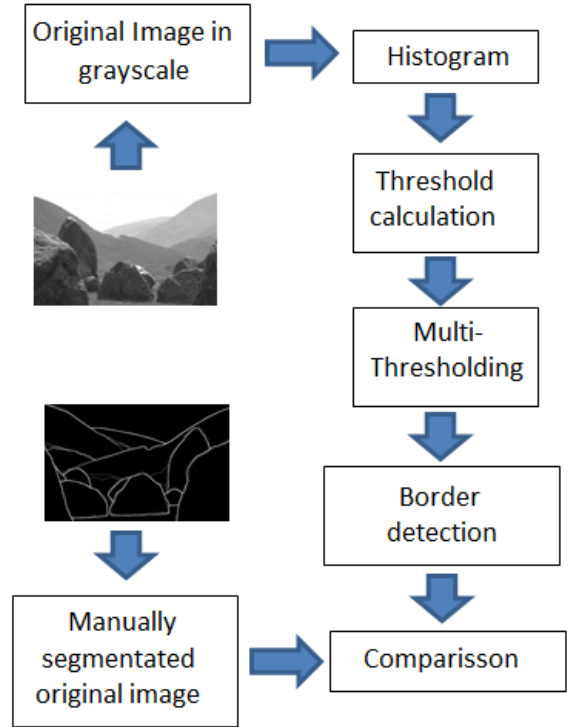 Original Image in
grayscale
Histogram
Threshold
calculation
Multi-
Thresholding
Border
detection
Manually
segmentated
original image
Comparisson